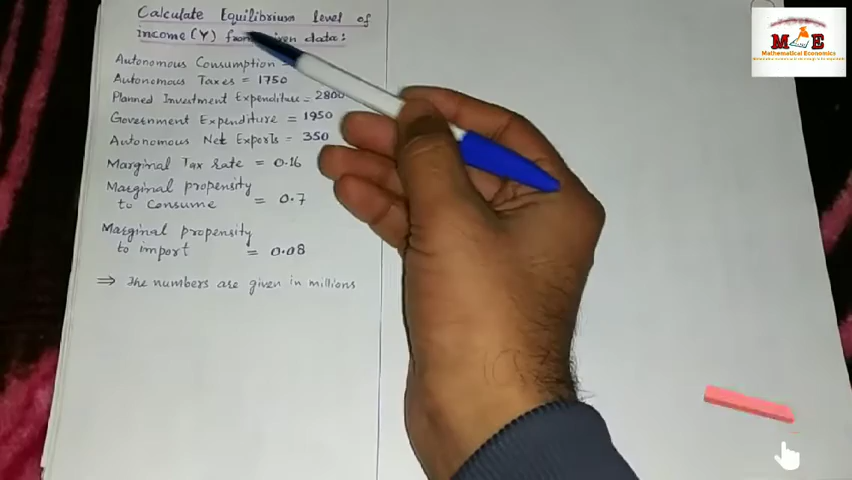 Calculate Equilibrium level of
income (Y) from given data:
Autonomous Consumption =
Autonomous Taxes = 1750
Planned Investment Expenditure = 2800
Government Expenditure = 1950
Autonomous Net Exports = 350
Marginal Tax rate = 0.16
Marginal propensity
to Consume = 0.7
Marginal propensity
to import = 0.08
⇒ The numbers are given in millions
M E
Mathematical Economics